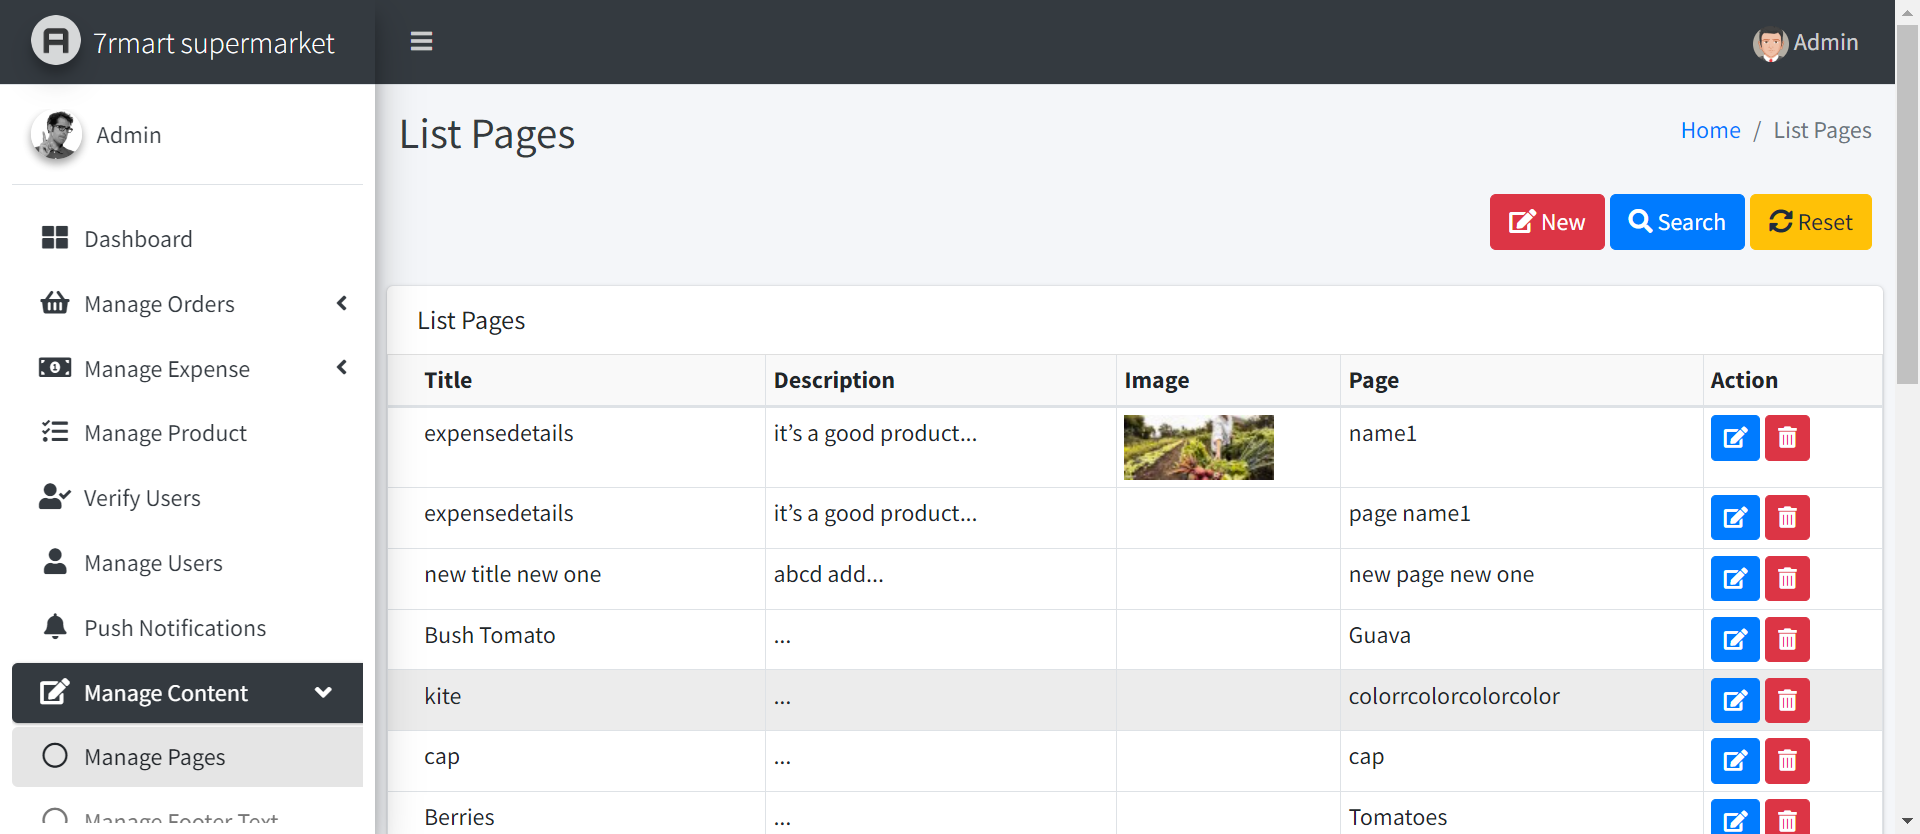 7rmart supermarket
Admin
Admin
List Pages
Home / List Pages
New
Search
Reset
Dashboard
Manage Orders
Manage Expense
Manage Product
Verify Users
Manage Users
Push Notifications
Manage Content
Manage Pages
Manage Footer Text
List Pages
Title Description Image Page Action
expensedetails it’s a good product... name1
expensedetails it’s a good product... page name1
new title new one abcd add... new page new one
Bush Tomato ... Guava
kite ... colorrcolorcolorcolor
cap ... cap
Berries ... Tomatoes